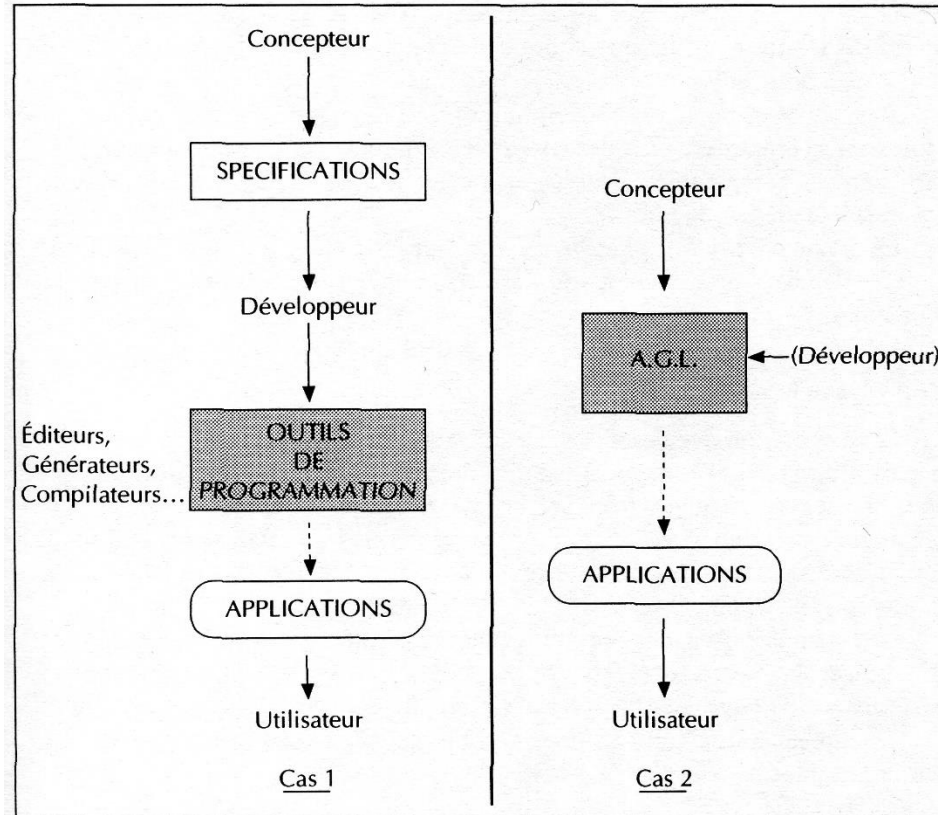 Concepteur
SPECIFICATIONS
Développeur
Éditeurs,
Générateurs,
Compilateurs...
OUTILS
DE
PROGRAMMATION
APPLICATIONS
Utilisateur
Cas 1
Concepteur
A.G.L.
(Développeur)
APPLICATIONS
Utilisateur
Cas 2